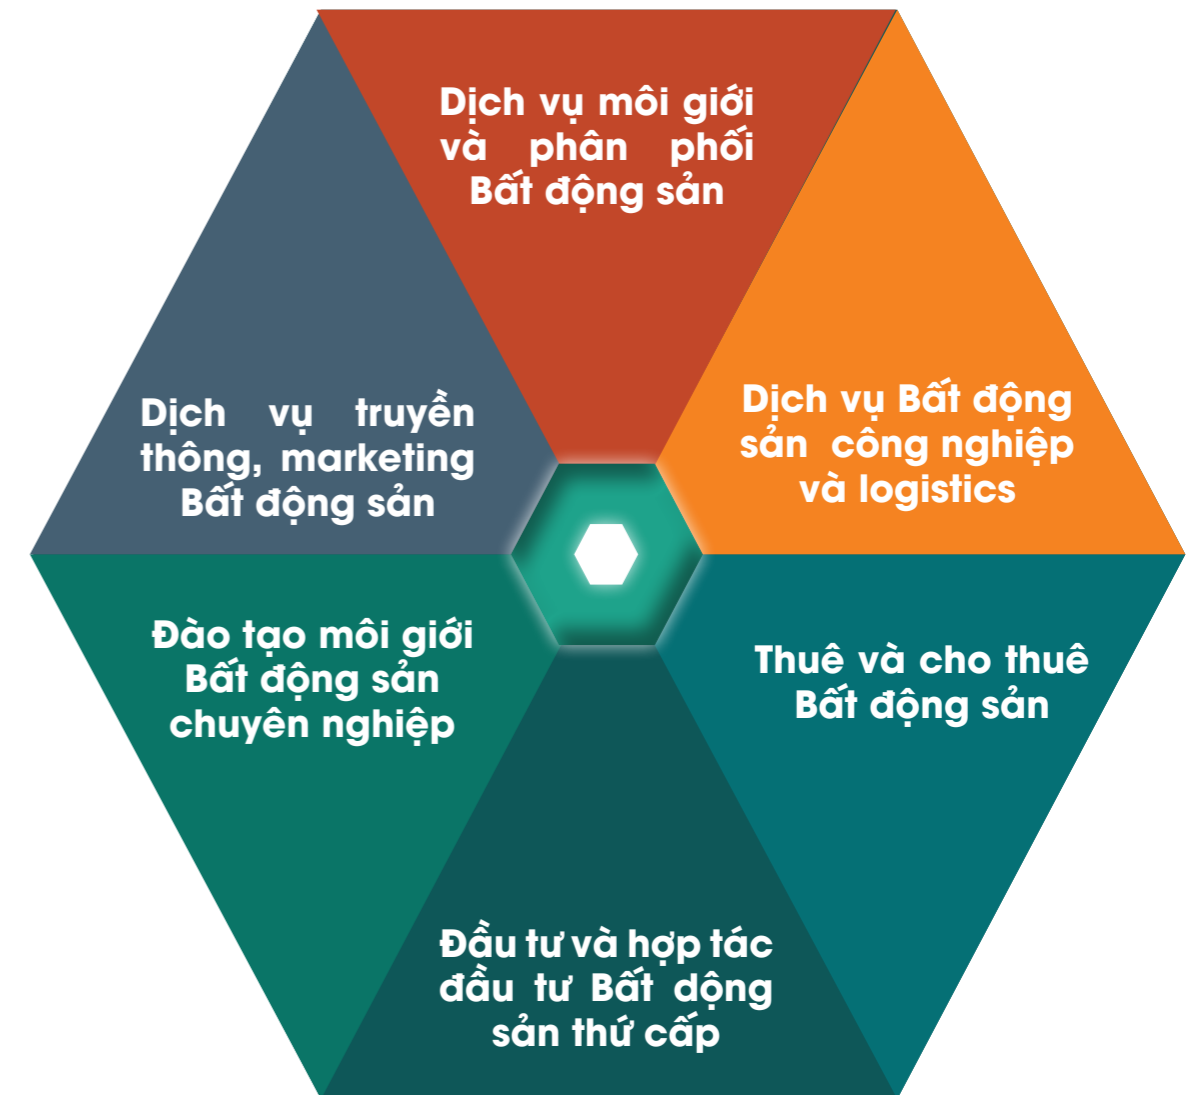 Dịch vụ môi giới
và phân phối
Bất động sản
Dịch vụ truyền
thông, marketing
Bất động sản
Dịch vụ Bất động
sản công nghiệp
và logistics
Đào tạo môi giới
Bất động sản
chuyên nghiệp
Thuê và cho thuê
Bất động sản
Đầu tư và hợp tác
đầu tư Bất dộng
sản thứ cấp